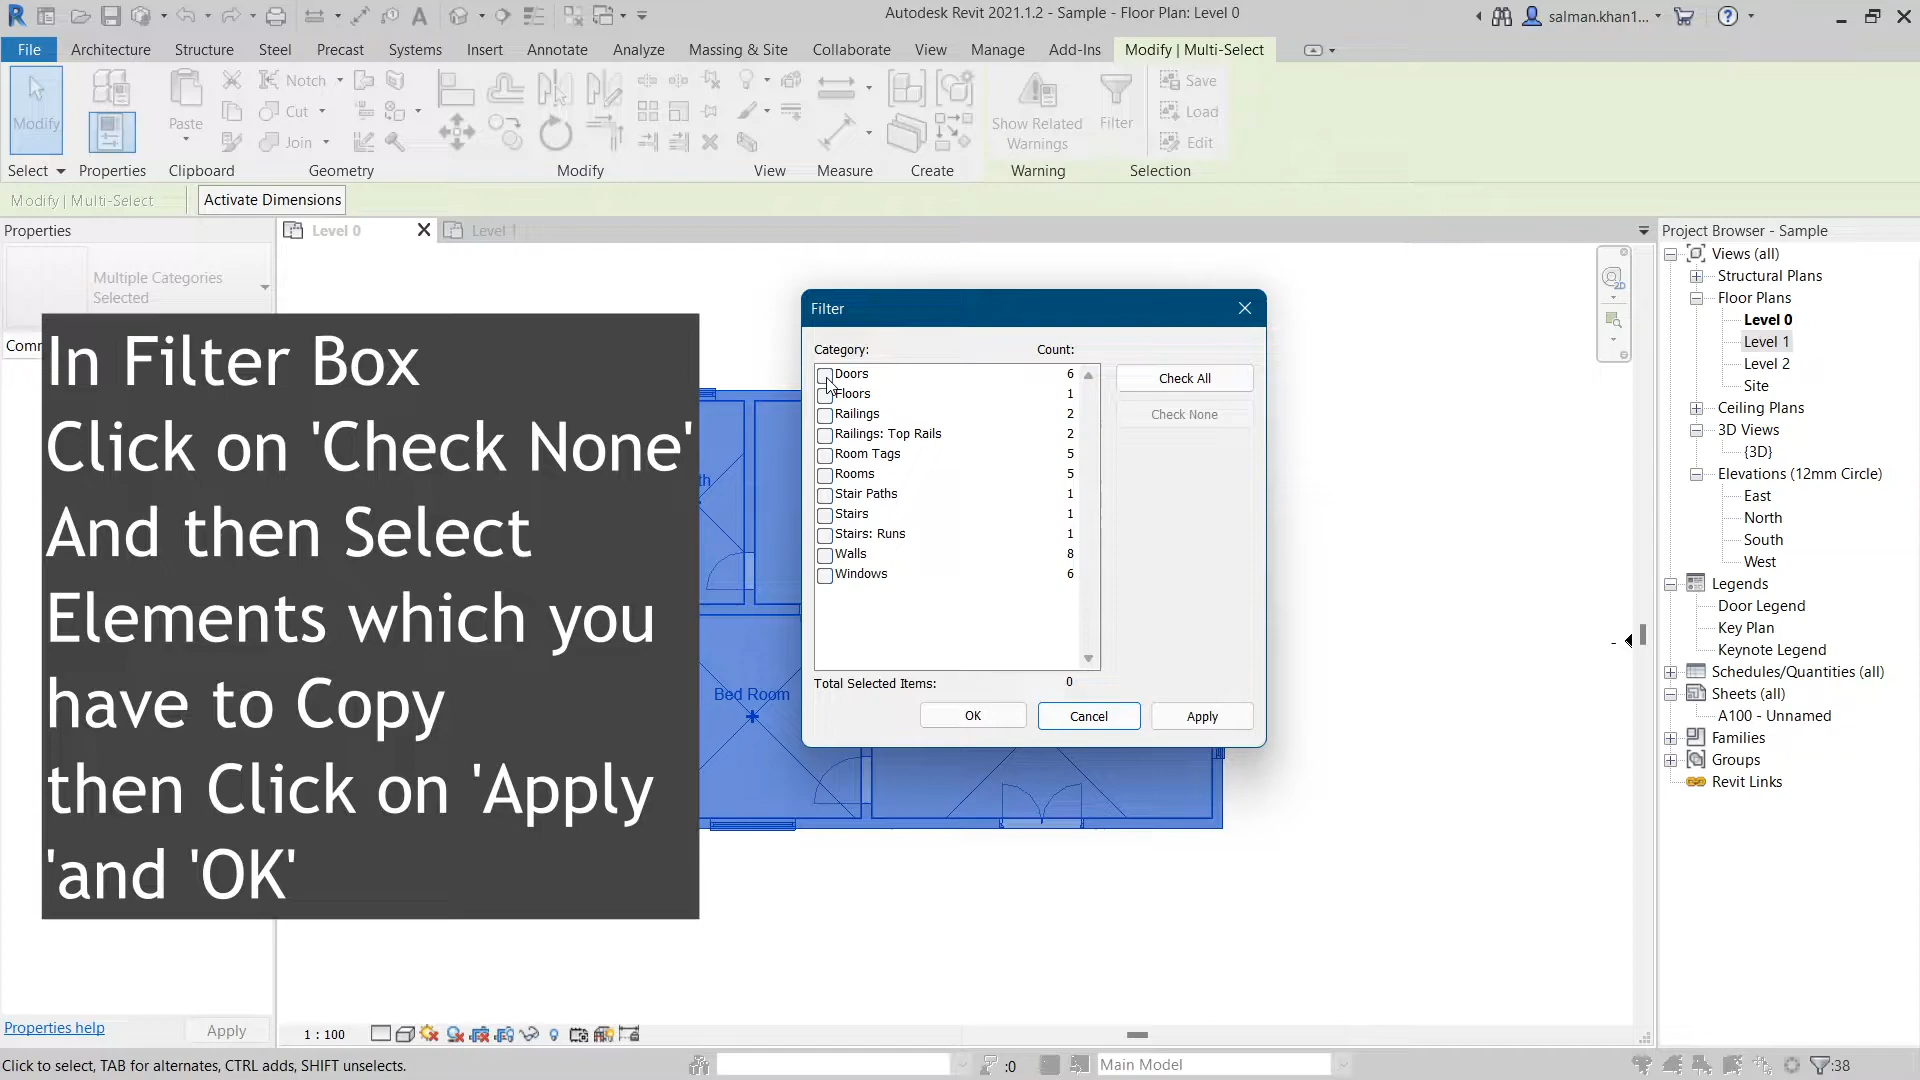 Autodesk Revit 2021.1.2 - Sample - Floor Plan: Level 0
salman.khan1...
File Architecture Structure Steel Precast Systems Insert Annotate Analyze Massing & Site Collaborate View Manage Add-Ins Modify | Multi-Select
Modify
Paste
Notch
Cut
Join
Show Related
Warnings
Filter
Save
Load
Edit
Select Properties Clipboard Geometry Modify View Measure Create Warning Selection
Modify | Multi-Select
Activate Dimensions
Properties
Level 0
Level 1
Multiple Categories
Selected
In Filter Box
Click on 'Check None'
And then Select
Elements which you
have to Copy
then Click on 'Apply
'and 'OK'
Bed Room
Filter
Category: Count:
Doors 6
Floors 1
Railings 2
Railings: Top Rails 2
Room Tags 5
Rooms 5
Stair Paths 1
Stairs 1
Stairs: Runs 1
Walls 8
Windows 6
Check All
Check None
Total Selected Items: 0
OK Cancel Apply
2D
Project Browser - Sample
Views (all)
Structural Plans
Floor Plans
Level 0
Level 1
Level 2
Site
Ceiling Plans
3D Views
{3D}
Elevations (12mm Circle)
East
North
South
West
Legends
Door Legend
Key Plan
Keynote Legend
Schedules/Quantities (all)
Sheets (all)
A100 - Unnamed
Families
Groups
Revit Links
Properties help
Apply
1 : 100
Click to select, TAB for alternates, CTRL adds, SHIFT unselects.
:0
Main Model
:38